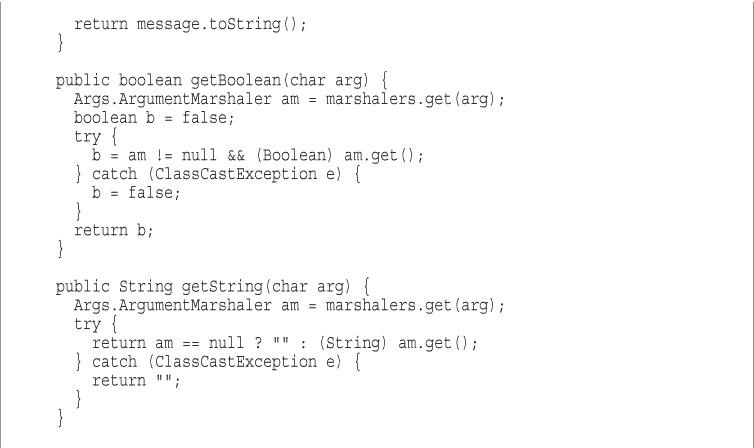 return message.toString();
}
public boolean getBoolean(char arg) {
Args.ArgumentMarshaler am = marshalers.get(arg);
boolean b = false;
try {
b = am != null && (Boolean) am.get();
} catch (ClassCastException e) {
b = false;
}
return b;
}
public String getString(char arg) {
Args.ArgumentMarshaler am = marshalers.get(arg);
try {
return am == null ? "" : (String) am.get();
} catch (ClassCastException e) {
return "";
}
}